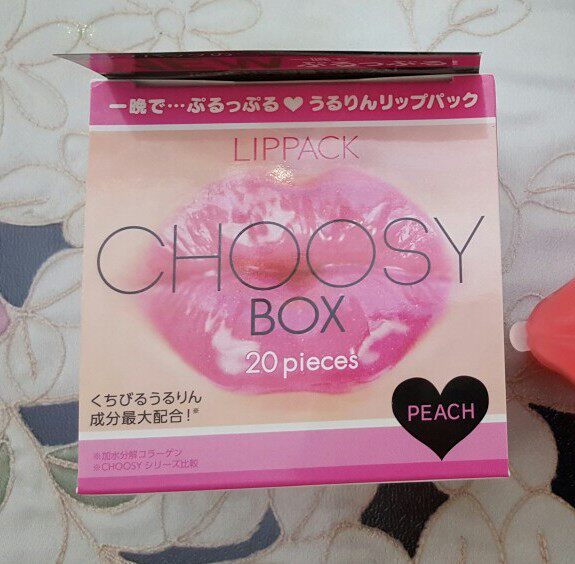 一晩で…ぷるっぷる♥うるりんリップパック
LIPPACK
CHOOSY
BOX
20 pieces
くちびるうるりん
成分最大配合!※
PEACH
※加水分解コラーゲン
※CHOOSYシリーズ比較